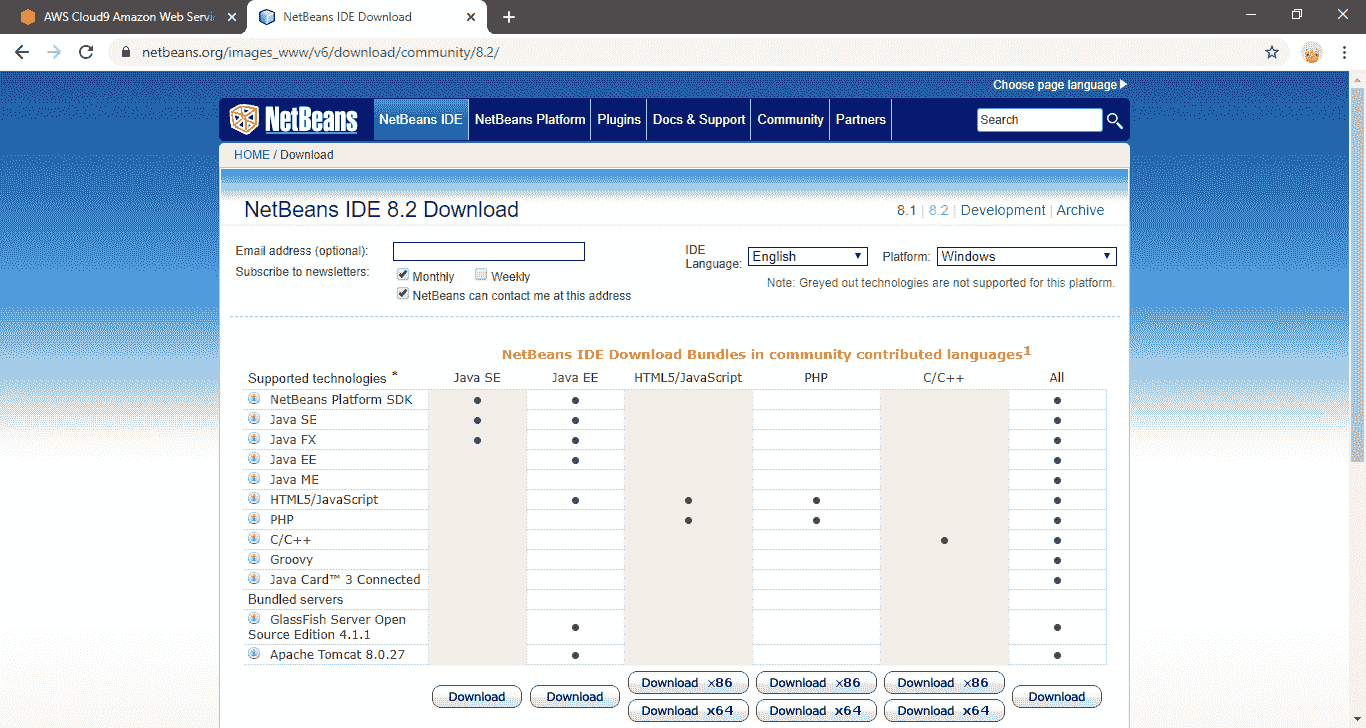 AWS Cloud9 Amazon Web Servi
NetBeans IDE Download
netbeans.org/images_www/v6/download/community/8.2/
Choose page language
NetBeans
NetBeans IDE
NetBeans Platform
Plugins
Docs & Support
Community
Partners
Search
HOME / Download
NetBeans IDE 8.2 Download
8.1 | 8.2 | Development | Archive
Email address (optional):
IDE Language:
English
Platform:
Windows
Subscribe to newsletters:
Monthly
Weekly
Note: Greyed out technologies are not supported for this platform.
NetBeans can contact me at this address
NetBeans IDE Download Bundles in community contributed languages1
Supported technologies * Java SE Java EE HTML5/JavaScript PHP C/C++ All
NetBeans Platform SDK • • •
Java SE • • •
Java FX • • •
Java EE • •
Java ME •
HTML5/JavaScript • • • •
PHP • • •
C/C++ • •
Groovy •
Java Card™ 3 Connected •
Bundled servers
GlassFish Server Open
Source Edition 4.1.1 • •
Apache Tomcat 8.0.27 • •
Download
Download
Download x86
Download x64
Download x86
Download x64
Download x86
Download x64
Download